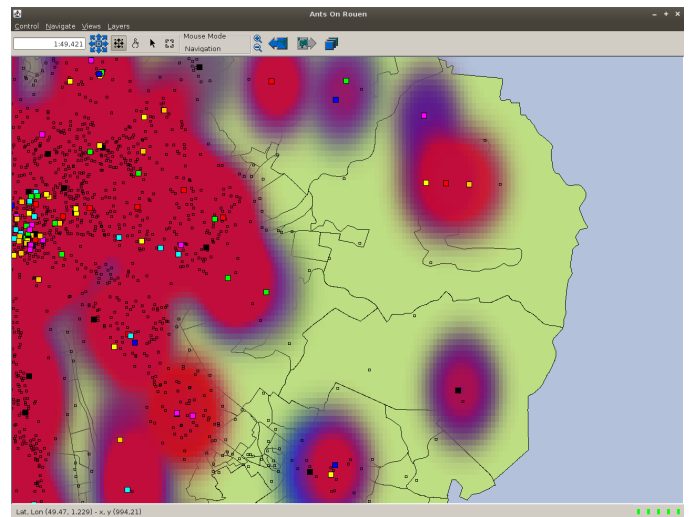 Ants On Rouen
Control Navigate Views Layers
1:49,421
Mouse Mode
Navigation
Lat, Lon (49.47, 1.229) - x, y (994,21)